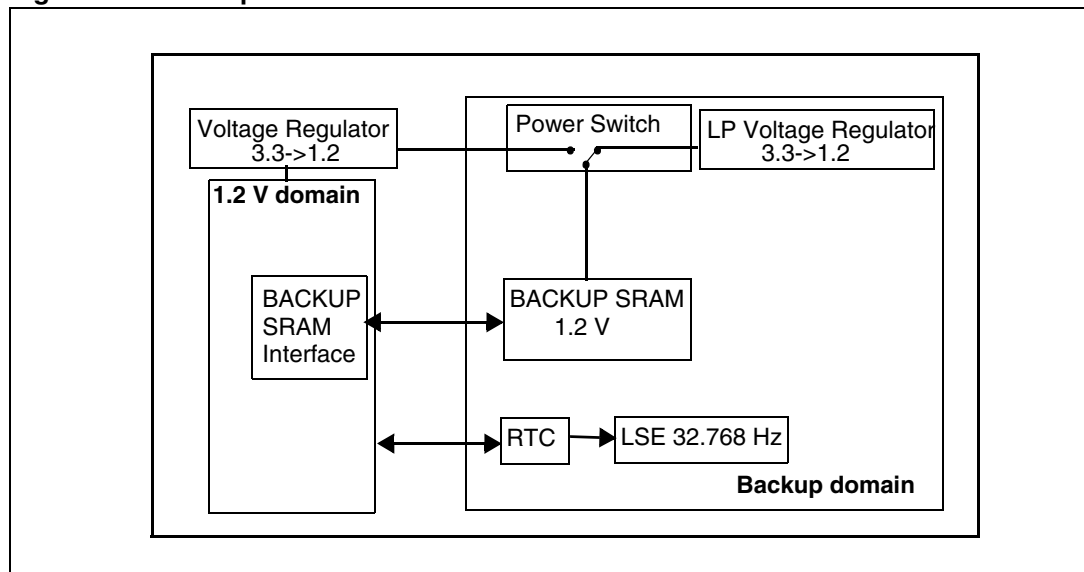 Voltage Regulator
3.3->1.2
Power Switch
LP Voltage Regulator
3.3->1.2
1.2 V domain
BACKUP
SRAM
Interface
BACKUP SRAM
1.2 V
RTC
LSE 32.768 Hz
Backup domain